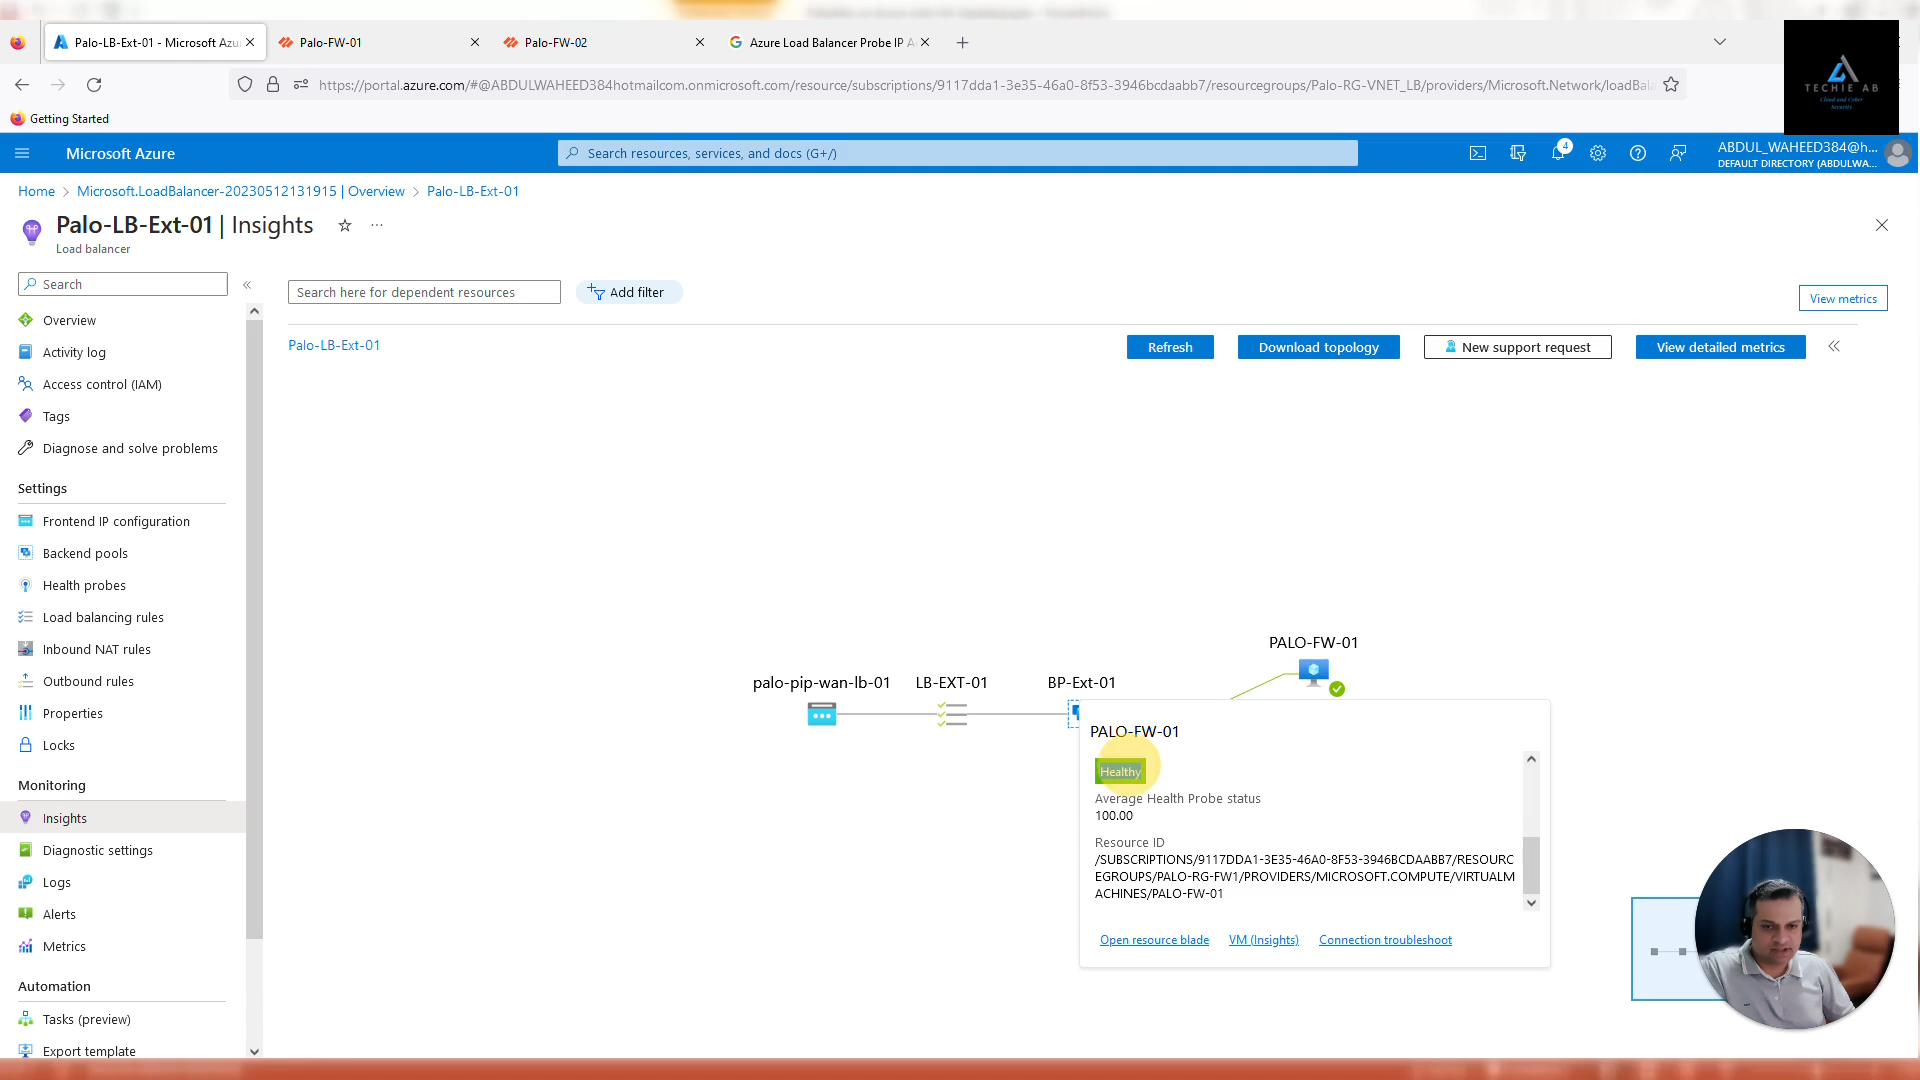 Palo-LB-Ext-01 - Microsoft Azu
Palo-FW-01
Palo-FW-02
Azure Load Balancer Probe IP A
https://portal.azure.com/#@ABDULWAHEED384hotmailcom.onmicrosoft.com/resource/subscriptions/9117dda1-3e35-46a0-8f53-3946bcdaabb7/resourcegroups/Palo-RG-VNET_LB/providers/Microsoft.Network/loadBala
TECHIE AB
Cloud and Cyber
Security
Getting Started
Microsoft Azure
Search resources, services, and docs (G+/)
4
ABDUL_WAHEED384@h...
DEFAULT DIRECTORY (ABDULWA...
Home > Microsoft.LoadBalancer-20230512131915 | Overview > Palo-LB-Ext-01
Palo-LB-Ext-01 | Insights
Load balancer
Search
Overview
Activity log
Access control (IAM)
Tags
Diagnose and solve problems
Settings
Frontend IP configuration
Backend pools
Health probes
Load balancing rules
Inbound NAT rules
Outbound rules
Properties
Locks
Monitoring
Insights
Diagnostic settings
Logs
Alerts
Metrics
Automation
Tasks (preview)
Export template
Search here for dependent resources
Add filter
View metrics
Palo-LB-Ext-01
Refresh
Download topology
New support request
View detailed metrics
PALO-FW-01
palo-pip-wan-lb-01
LB-EXT-01
BP-Ext-01
PALO-FW-01
Healthy
Average Health Probe status
100.00
Resource ID
/SUBSCRIPTIONS/9117DDA1-3E35-46A0-8F53-3946BCDAABB7/RESOURC
EGROUPS/PALO-RG-FW1/PROVIDERS/MICROSOFT.COMPUTE/VIRTUALM
ACHINES/PALO-FW-01
Open resource blade
VM (Insights)
Connection troubleshoot